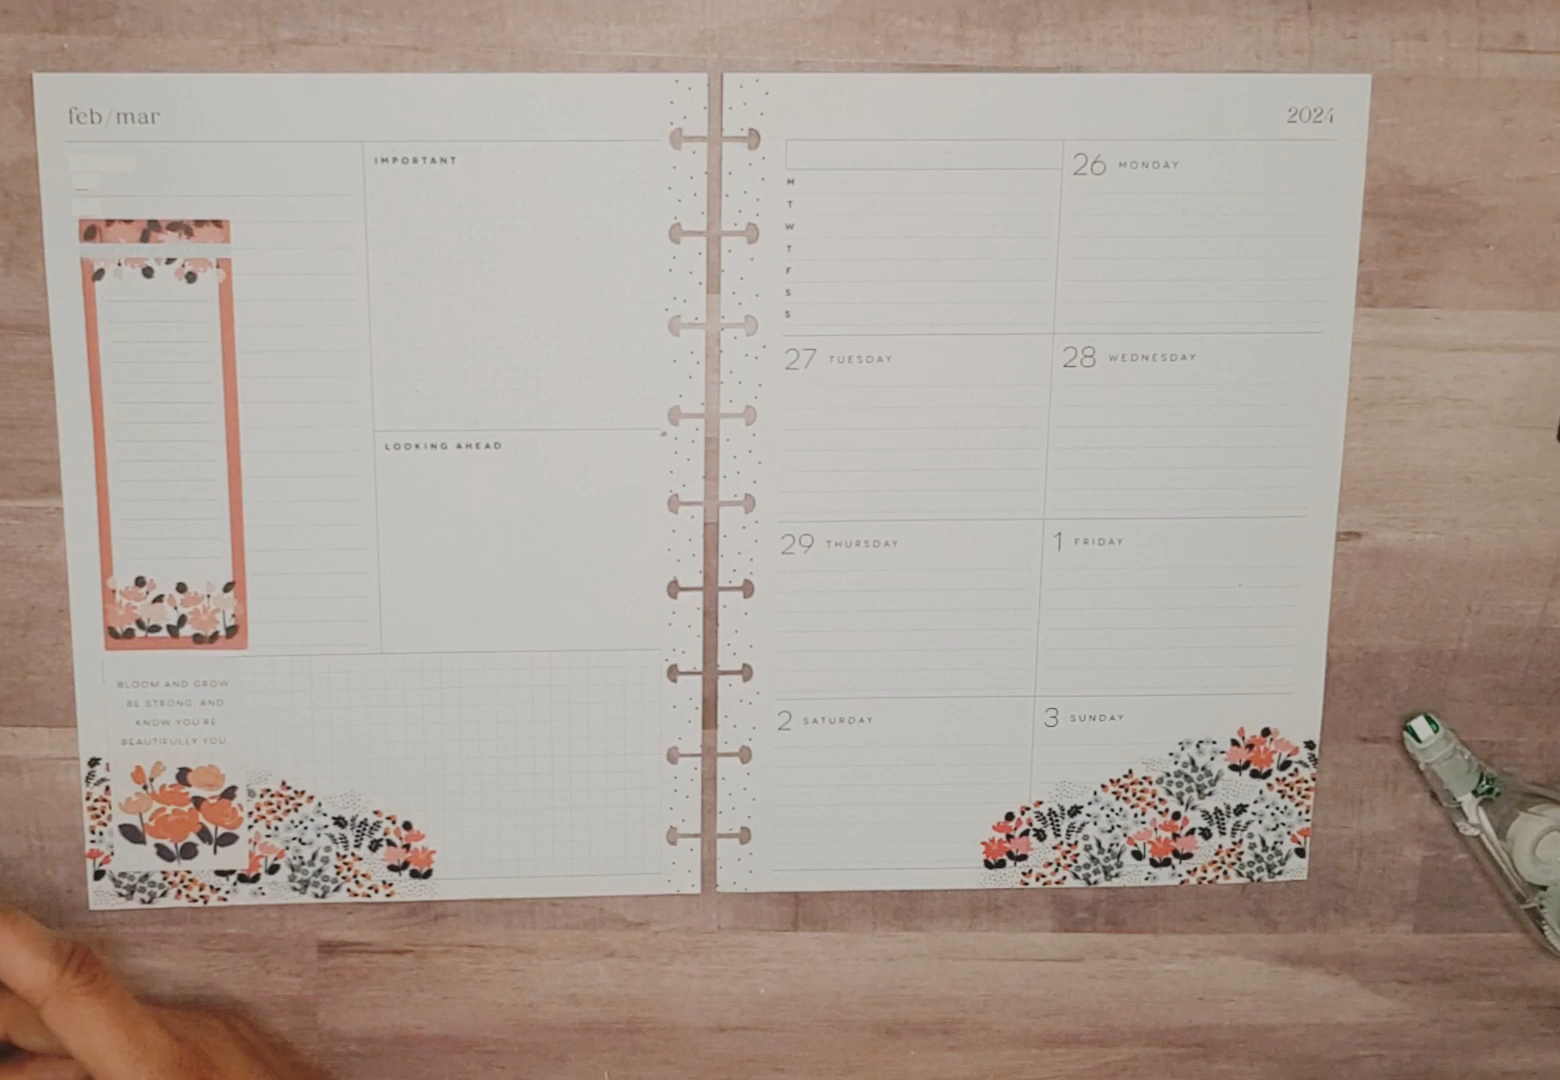 feb/mar
IMPORTANT
LOOKING AHEAD
BLOOM AND GROW,
BE STRONG, AND
KNOW YOU'RE
BEAUTIFULLY YOU.
2024
M
T
W
T
F
S
S
26 MONDAY
27 TUESDAY
28 WEDNESDAY
29 THURSDAY
1 FRIDAY
2 SATURDAY
3 SUNDAY